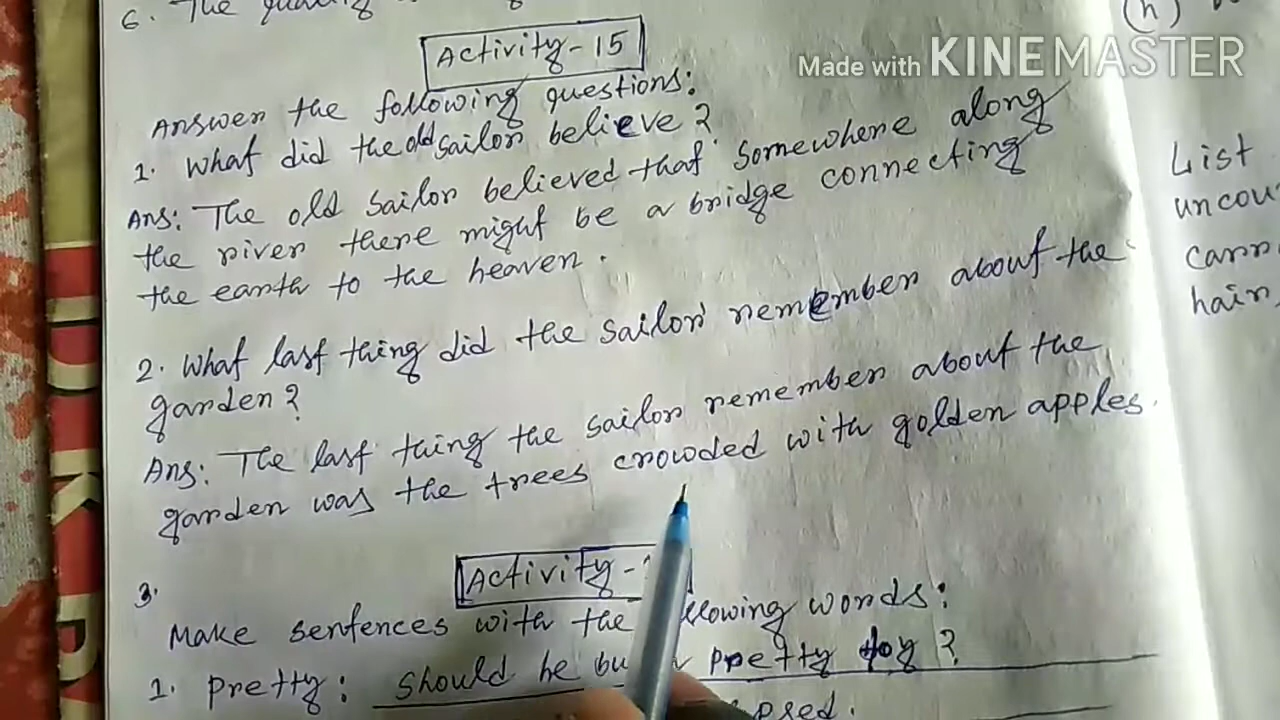 6. The
Activity-15
Made with KINEMASTER
(h)
Answer the following questions:
1. What did the old sailor believe?
Ans: The old sailor believed that somewhere along
the river there might be a bridge connecting
the earth to the heaven.
2. What last thing did the sailor remember about the
garden?
Ans: The last thing the sailor remember about the
garden was the trees crowded with golden apples.
3.
Activity-
Make sentences with the llowing words:
1. Pretty: Should he bu pretty toy?
List
uncou
hair